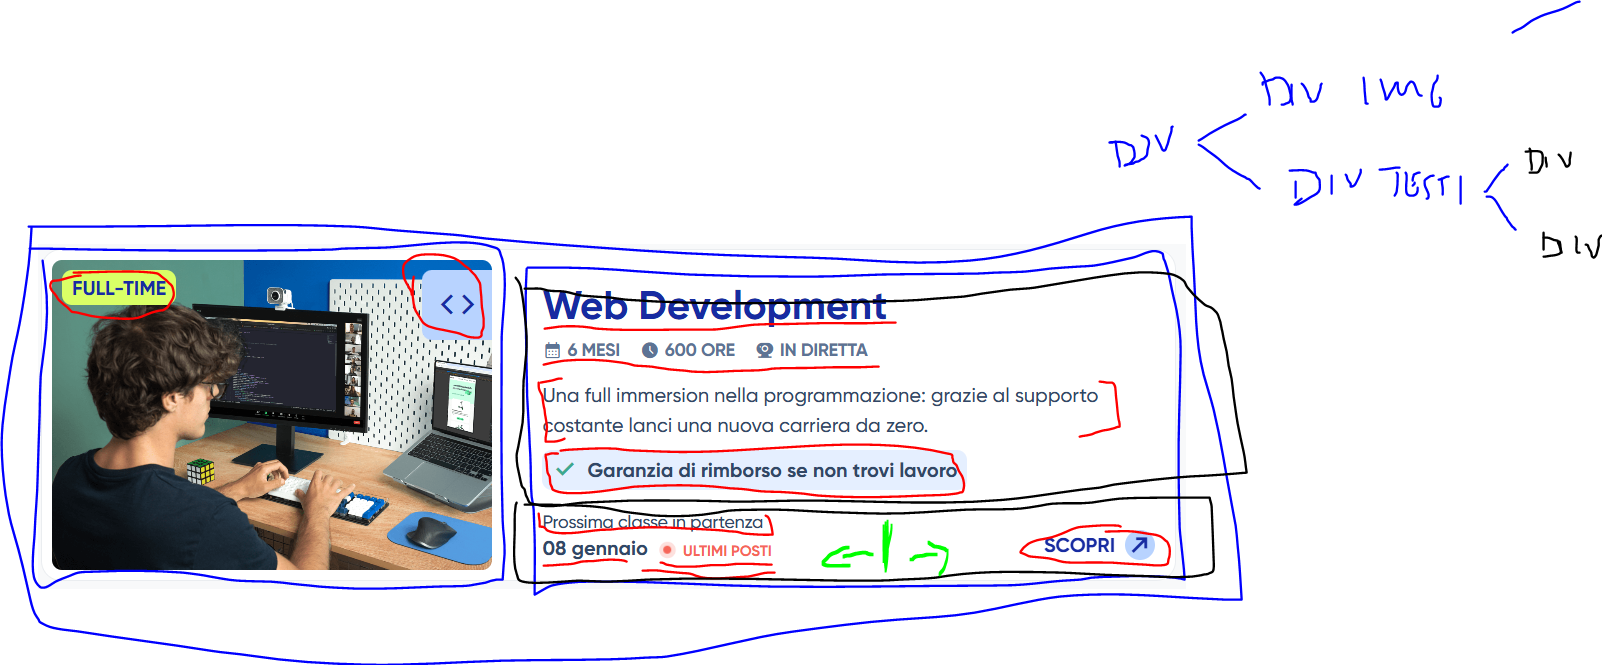 DIV IMG
DIV
DIV TESTI
DIV
DIV
FULL-TIME
< >
Web Development
6 MESI 600 ORE IN DIRETTA
Una full immersion nella programmazione: grazie al supporto
costante lanci una nuova carriera da zero.
Garanzia di rimborso se non trovi lavoro
Prossima classe in partenza
08 gennaio ULTIMI POSTI
SCOPRI